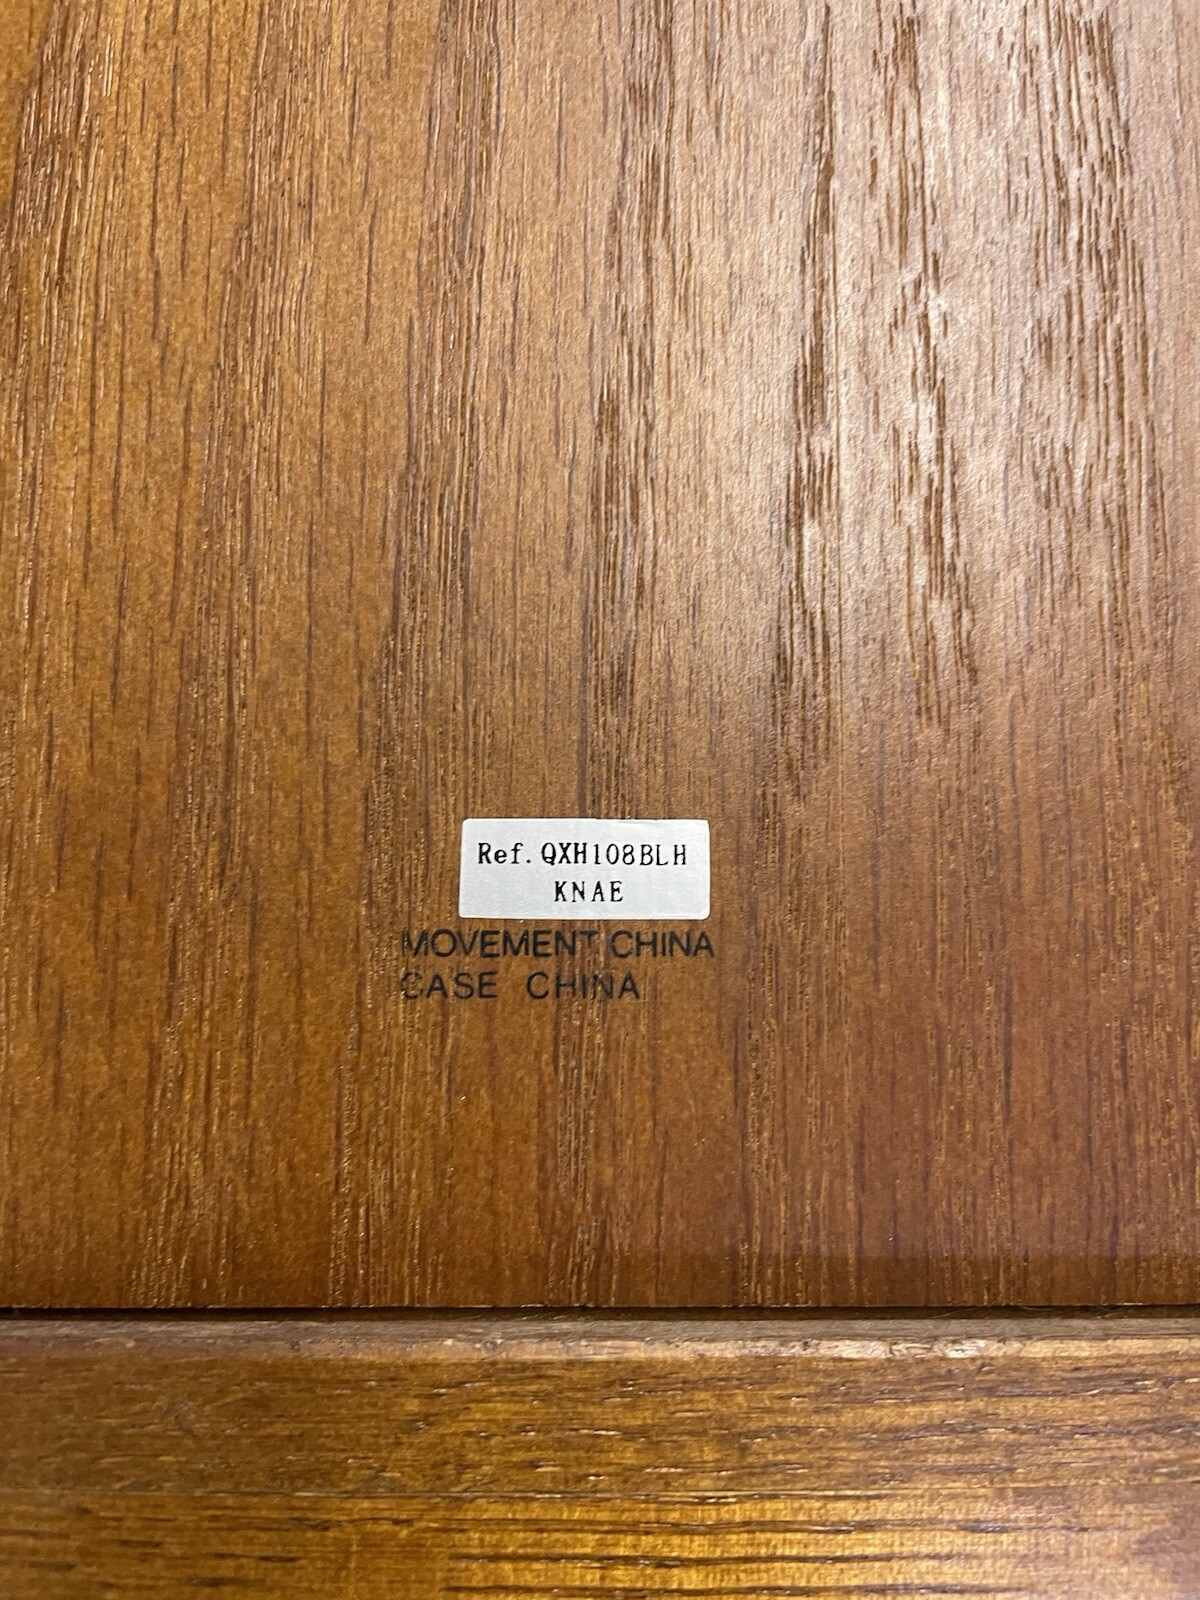 Ref. QXH108BLH
KNAE
MOVEMENT CHINA
CASE CHINA